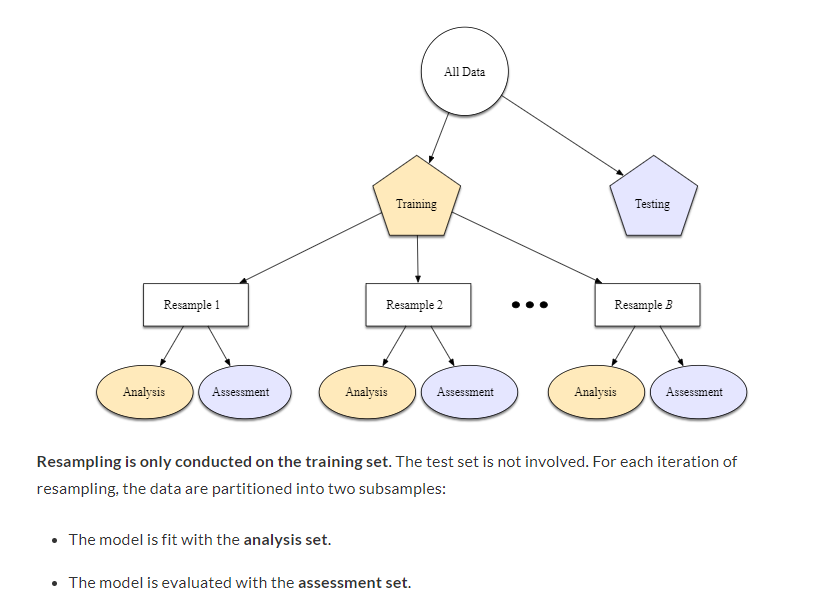 All Data
Training
Testing
Resample 1
Resample 2
Resample B
Analysis
Assessment
Analysis
Assessment
Analysis
Assessment
Resampling is only conducted on the training set. The test set is not involved. For each iteration of
resampling, the data are partitioned into two subsamples:
• The model is fit with the analysis set.
• The model is evaluated with the assessment set.